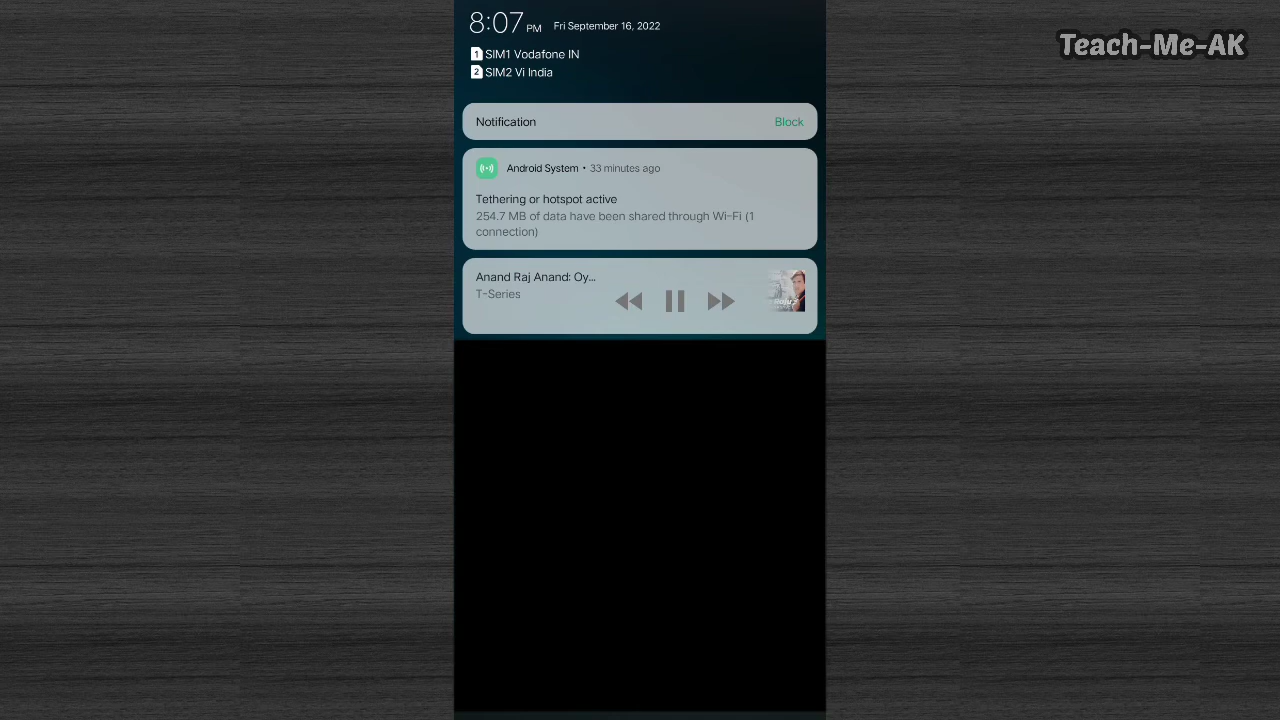 8:07 PM Fri September 16, 2022
Teach-Me-AK
1 SIM1 Vodafone IN
2 SIM2 Vi India
Notification Block
Android System • 33 minutes ago
Tethering or hotspot active
254.7 MB of data have been shared through Wi-Fi (1
connection)
Anand Raj Anand: Oy...
T-Series